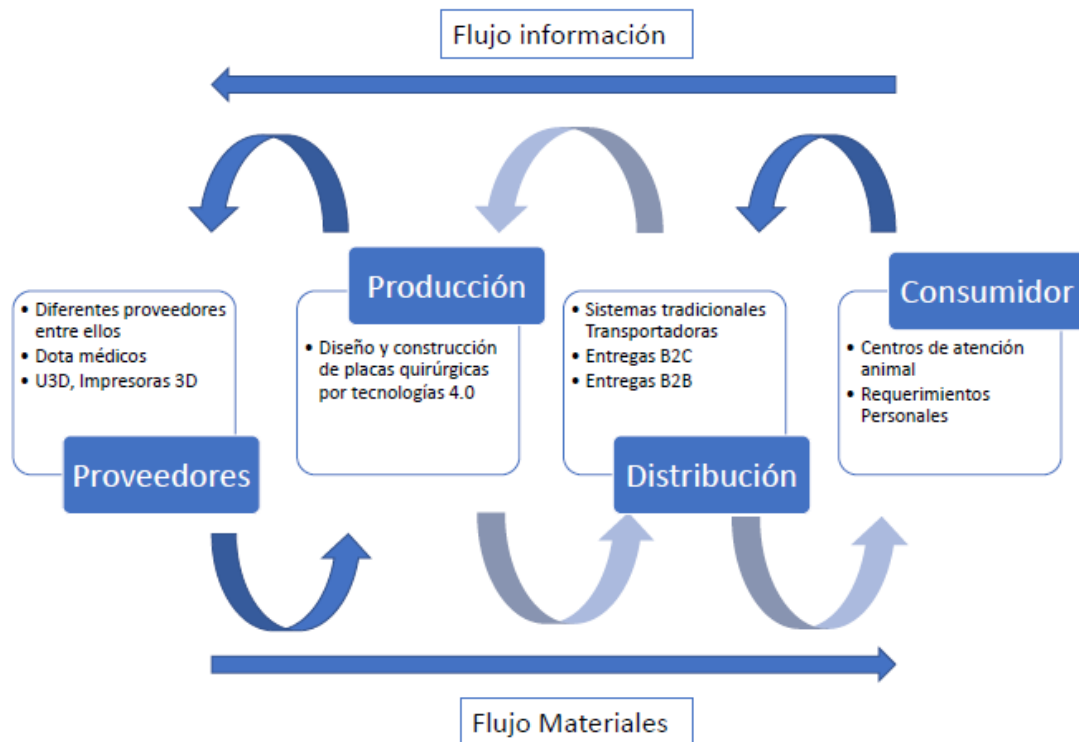 Flujo información
Producción
Consumidor
• Diferentes proveedores
entre ellos
• Dota médicos
• U3D, Impresoras 3D
Proveedores
• Diseño y construcción
de placas quirúrgicas
por tecnologías 4.0
• Sistemas tradicionales
Transportadoras
• Entregas B2C
• Entregas B2B
Distribución
• Centros de atención
animal
• Requerimientos
Personales
Flujo Materiales